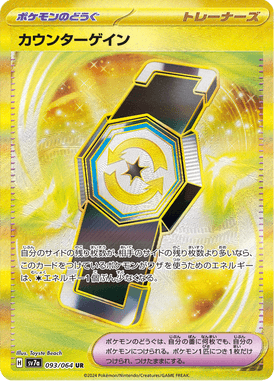 ポケモンのどうぐ トレーナーズ
カウンターゲイン
自分のサイドの残り枚数が、相手のサイドの残り枚数より多いなら、
このカードをつけているポケモンがワザを使うためのエネルギー
は、1個ぶん少なくなる。
ポケモンのどうぐは、自分の番に何枚でも、自分の
ポケモンにつけられる。ポケモン1匹につき1枚だけ
つけられ、つけたままにする。
Illus. Toyste Beach
H sv7a 093/064 UR
©2024 Pokémon/Nintendo/Creatures/GAME FREAK.